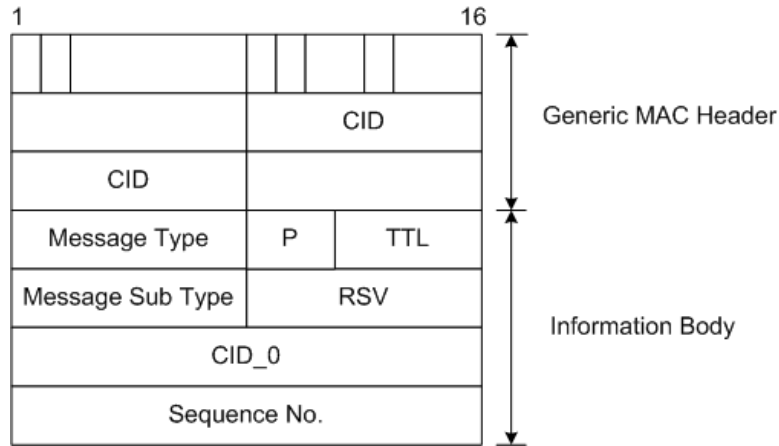 1 16
CID
Generic MAC Header
CID
Message Type P TTL
Message Sub Type RSV
Information Body
CID_0
Sequence No.